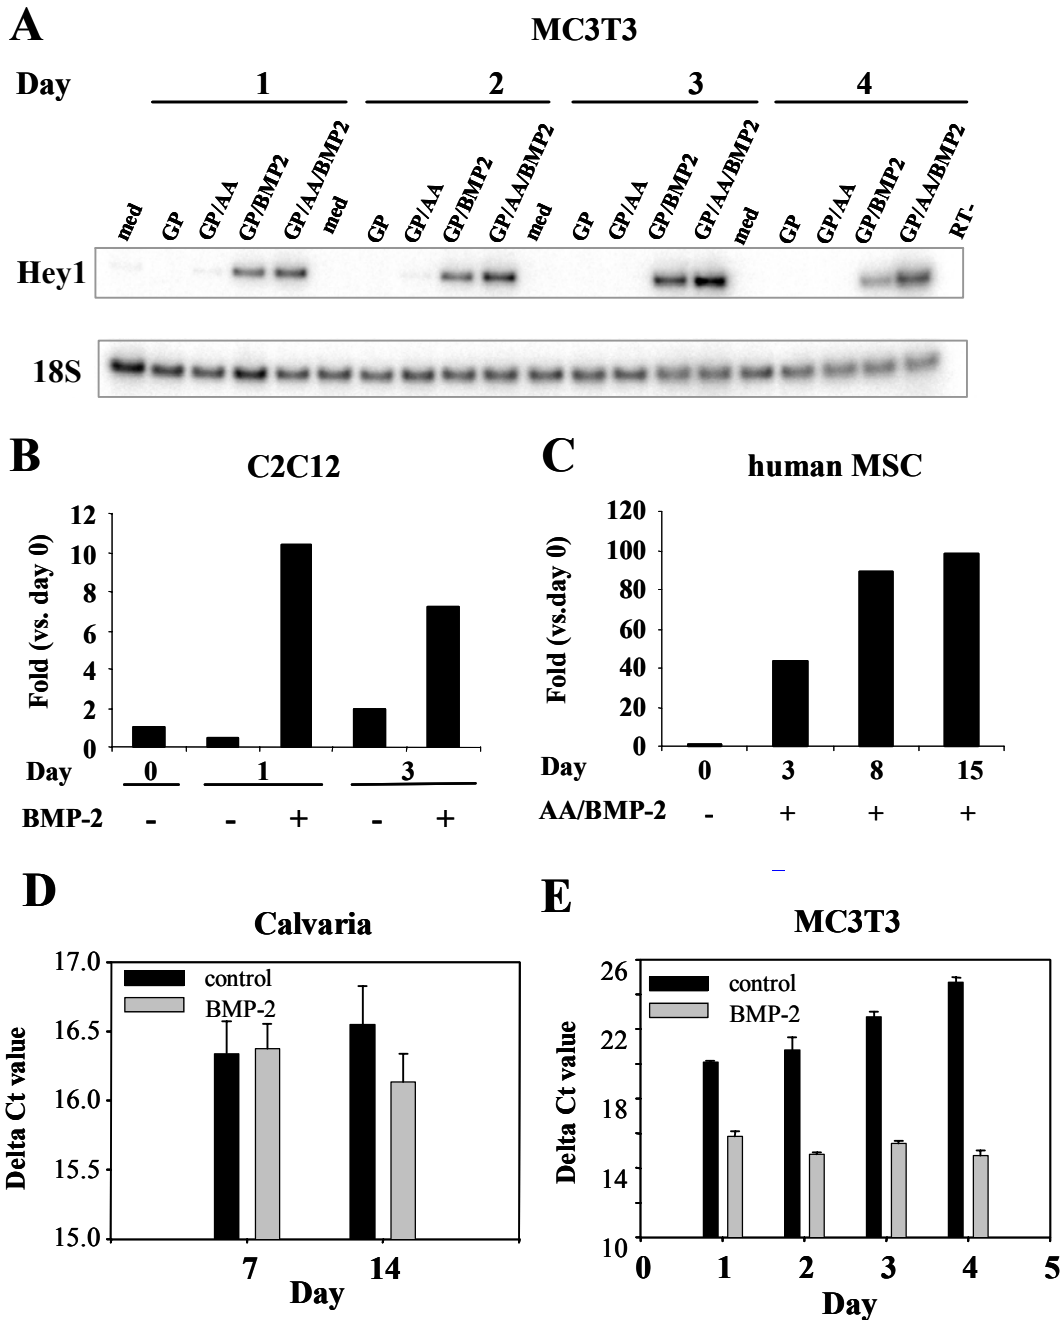 A
MC3T3
Day 1 2 3 4
med GP GP/AA GP/BMP2 GP/AA/BMP2 med GP GP/AA GP/BMP2 GP/AA/BMP2 med GP GP/AA GP/BMP2 GP/AA/BMP2 med GP GP/AA GP/BMP2 GP/AA/BMP2 RT-
Hey1
18S
B
C2C12
Fold (vs. day 0)
12
10
8
6
4
2
0
Day 0 1 3
BMP-2 - - + - +
C
human MSC
Fold (vs.day 0)
120
100
80
60
40
20
0
Day 0 3 8 15
AA/BMP-2 - + + +
D
Calvaria
control
BMP-2
Delta Ct value
17.0
16.5
16.0
15.5
15.0
7 14
Day
E
MC3T3
control
BMP-2
Delta Ct value
26
22
18
14
10
0 1 2 3 4 5
Day